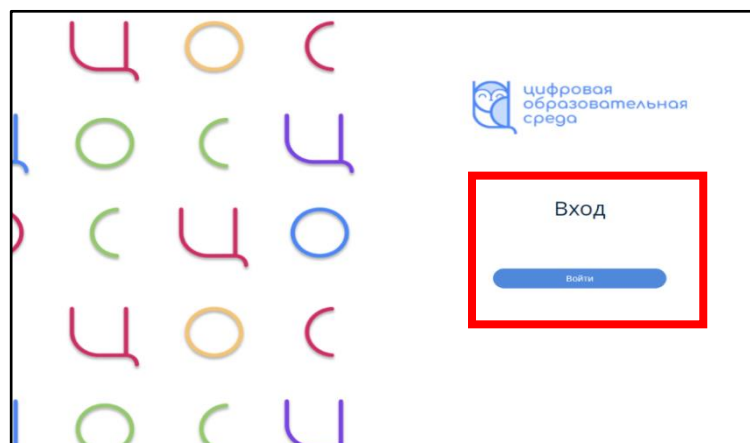 Ц О С
Ц О С Ц
О С Ц О
Ц О С
Ц О С Ц
цифровая
образовательная
среда
Вход
Войти